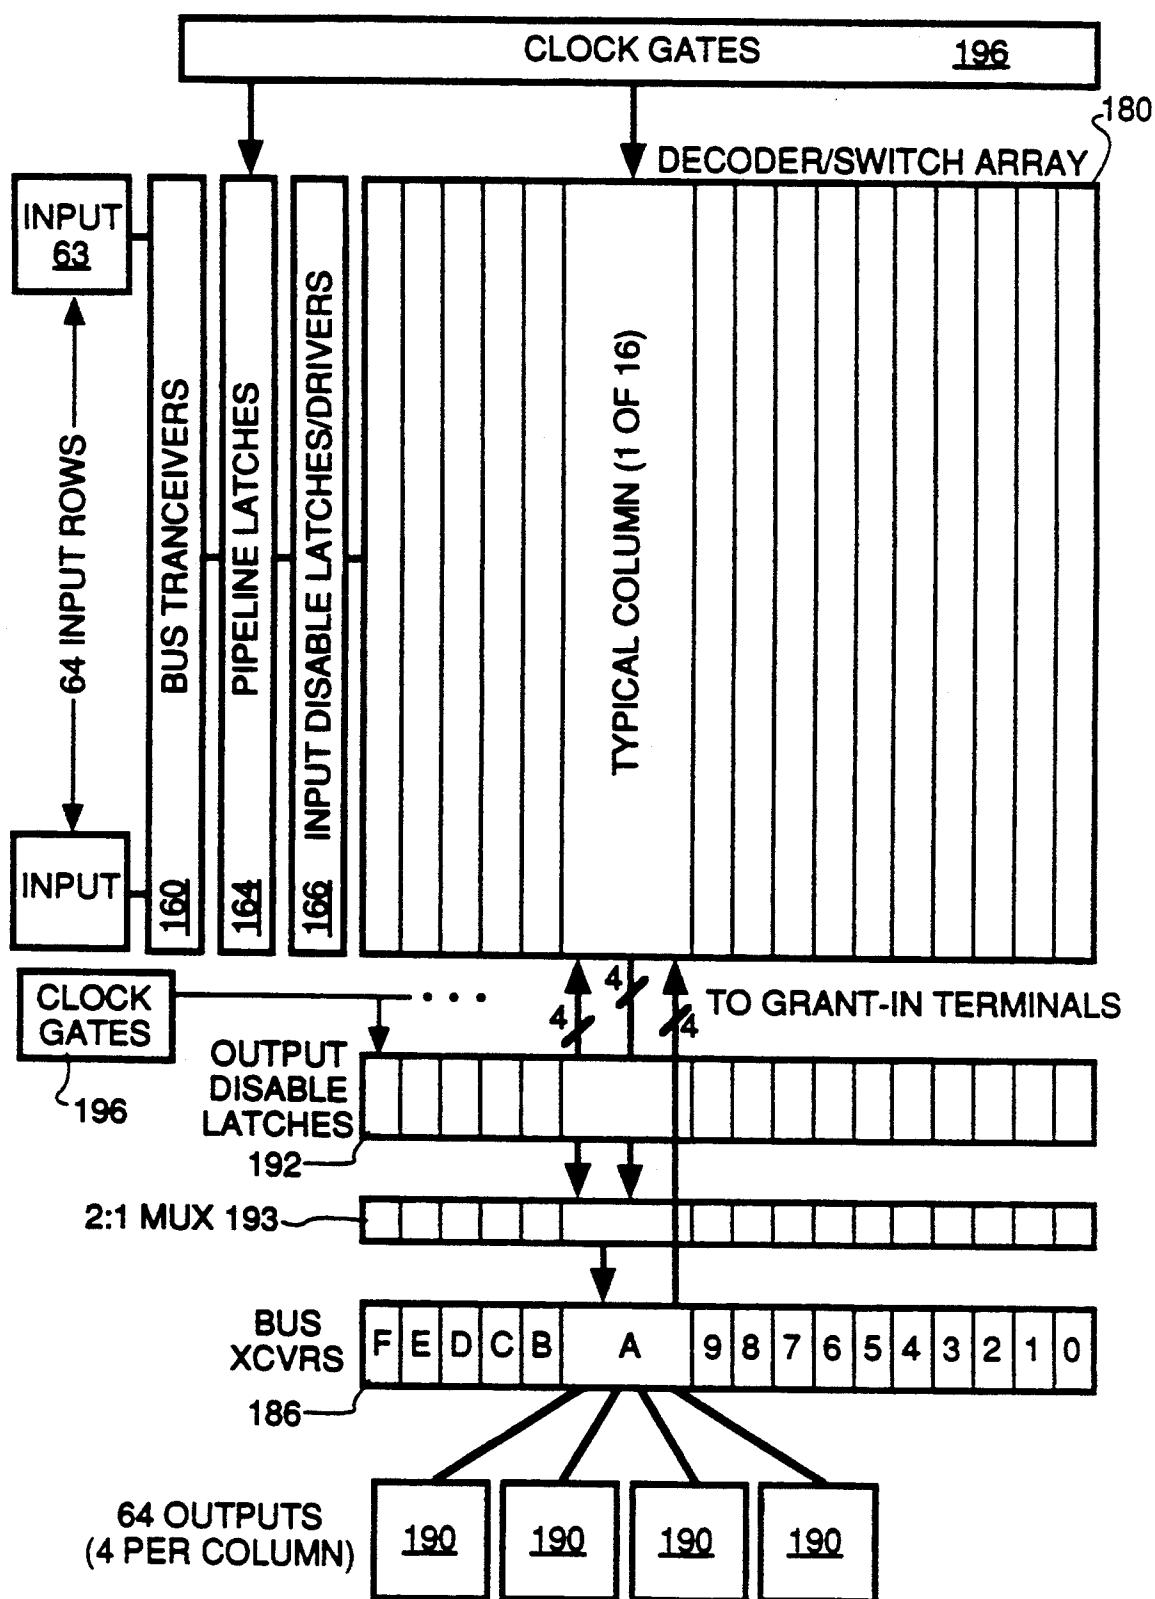 CLOCK GATES 196
180
DECODER/SWITCH ARRAY
INPUT
63
64 INPUT ROWS
INPUT
BUS TRANCEIVERS
160
PIPELINE LATCHES
164
INPUT DISABLE LATCHES/DRIVERS
166
TYPICAL COLUMN (1 OF 16)
CLOCK
GATES
196
4
4
4
TO GRANT-IN TERMINALS
OUTPUT
DISABLE
LATCHES
192
2:1 MUX 193
BUS
XCVRS
186
F E D C B A 9 8 7 6 5 4 3 2 1 0
64 OUTPUTS
(4 PER COLUMN)
190 190 190 190